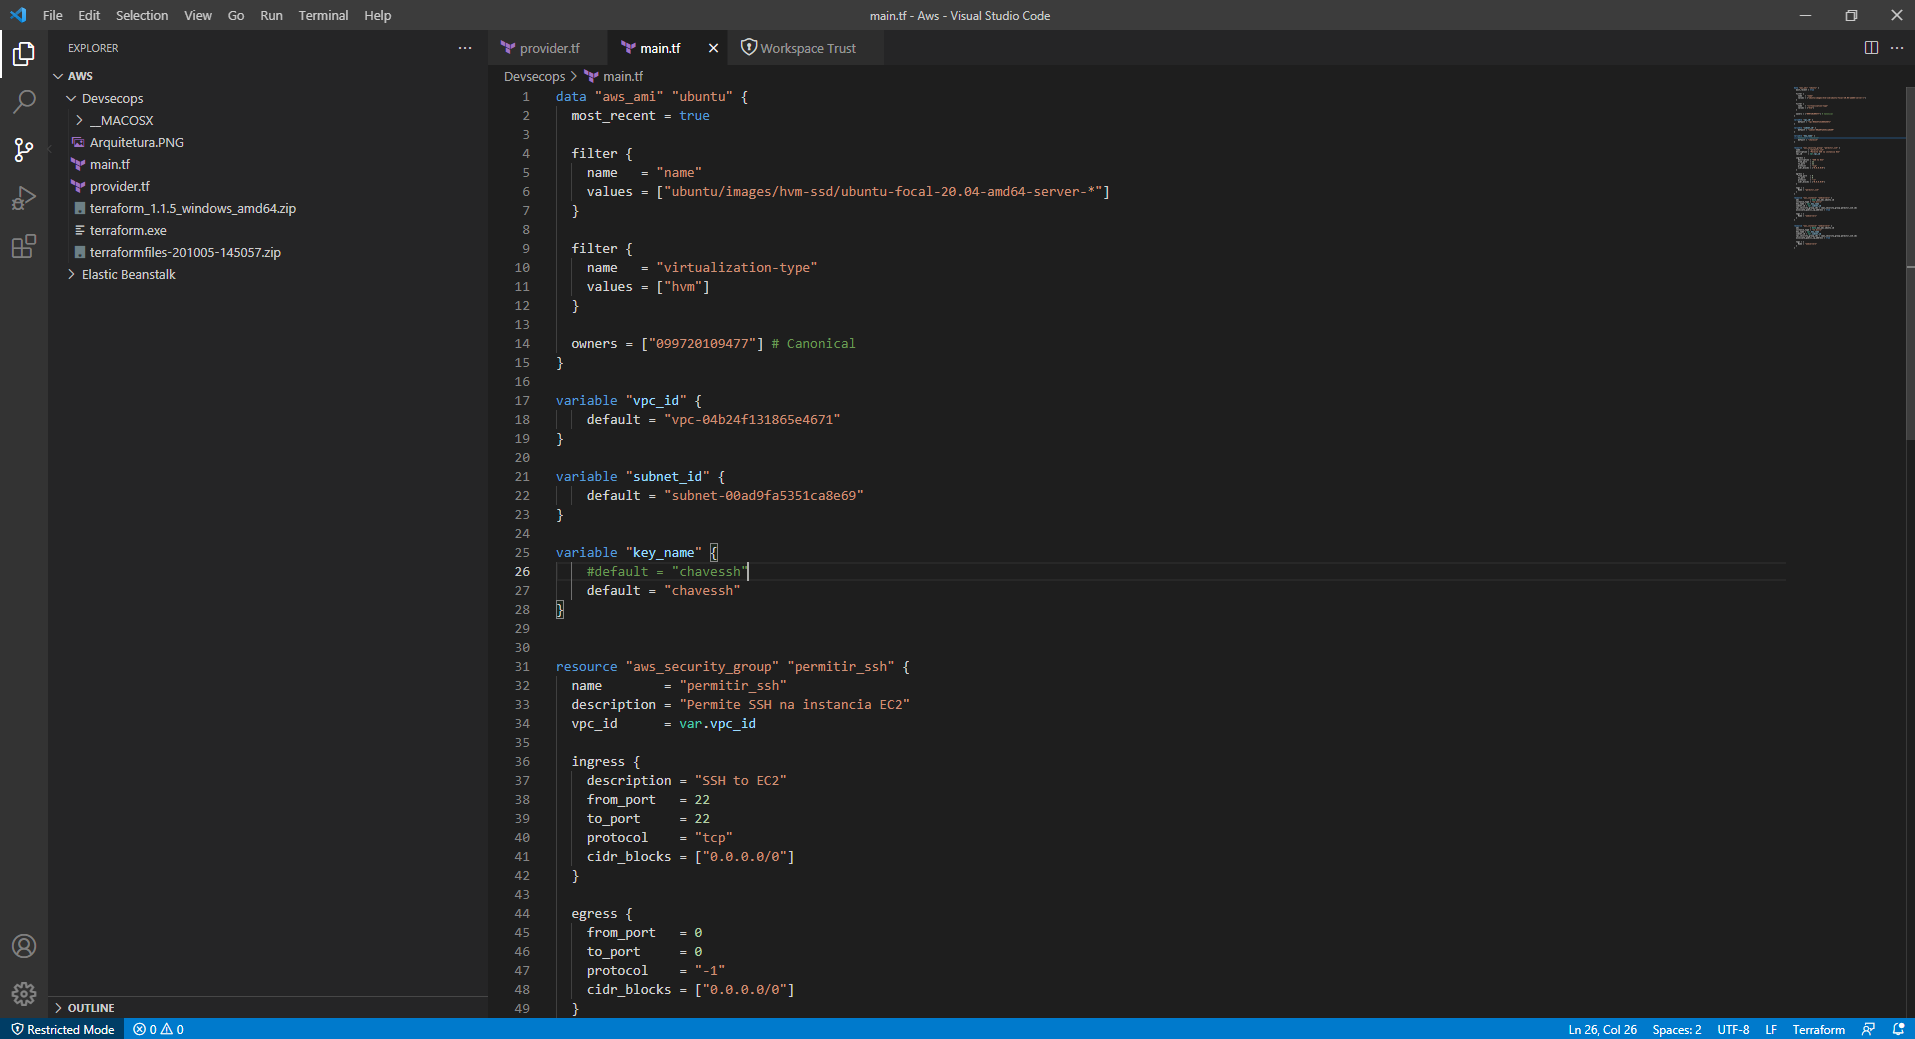 File Edit Selection View Go Run Terminal Help
main.tf - Aws - Visual Studio Code
EXPLORER
AWS
Devsecops
__MACOSX
Arquitetura.PNG
main.tf
provider.tf
terraform_1.1.5_windows_amd64.zip
terraform.exe
terraformfiles-201005-145057.zip
Elastic Beanstalk
OUTLINE
provider.tf main.tf Workspace Trust
Devsecops > main.tf
1 data "aws_ami" "ubuntu" {
2 most_recent = true
3
4 filter {
5 name   = "name"
6 values = ["ubuntu/images/hvm-ssd/ubuntu-focal-20.04-amd64-server-*"]
7 }
8
9 filter {
10 name   = "virtualization-type"
11 values = ["hvm"]
12 }
13
14 owners = ["099720109477"] # Canonical
15 }
16
17 variable "vpc_id" {
18 default = "vpc-04b24f131865e4671"
19 }
20
21 variable "subnet_id" {
22 default = "subnet-00ad9fa5351ca8e69"
23 }
24
25 variable "key_name" {
26 #default = "chavessh"
27 default = "chavessh"
28 }
29
30
31 resource "aws_security_group" "permitir_ssh" {
32 name        = "permitir_ssh"
33 description = "Permite SSH na instancia EC2"
34 vpc_id      = var.vpc_id
35
36 ingress {
37 description = "SSH to EC2"
38 from_port   = 22
39 to_port     = 22
40 protocol    = "tcp"
41 cidr_blocks = ["0.0.0.0/0"]
42 }
43
44 egress {
45 from_port   = 0
46 to_port     = 0
47 protocol    = "-1"
48 cidr_blocks = ["0.0.0.0/0"]
49 }
Restricted Mode 0 0 Ln 26, Col 26 Spaces: 2 UTF-8 LF Terraform